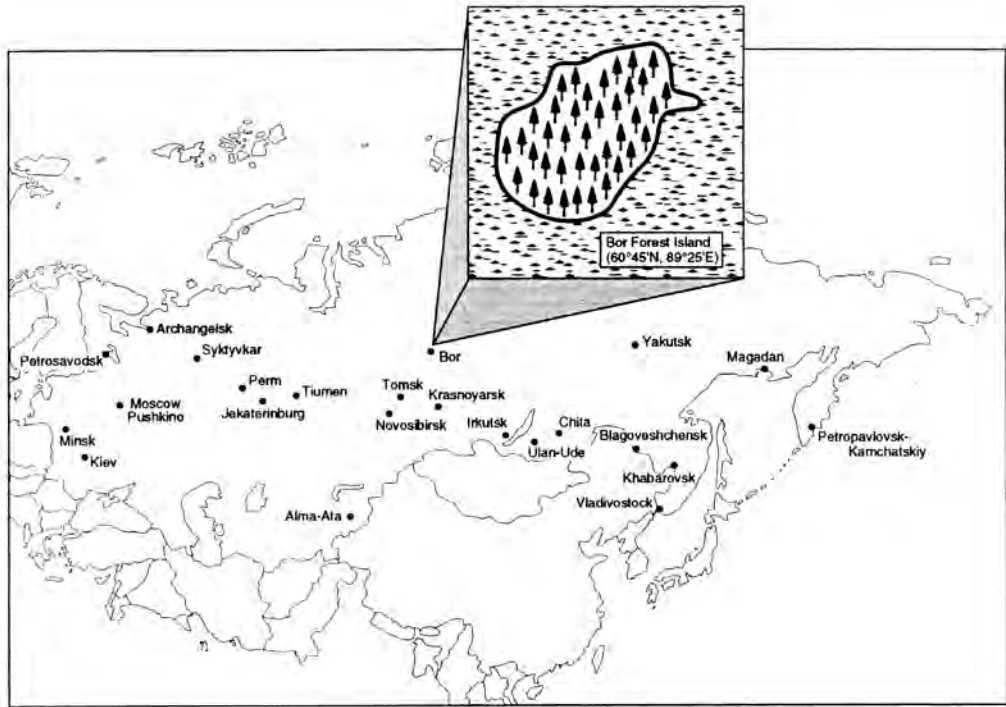 Bor Forest Island
(60°45'N, 89°25'E)
Archangelsk
Petrosavodsk
Syktyvkar
Bor
Yakutsk
Magadan
Perm
Tiumen
Jekaterinburg
Tomsk
Krasnoyarsk
Novosibirsk
Moscow
Pushkino
Minsk
Kiev
Irkutsk
Chita
Ulan-Ude
Blagoveshchensk
Khabarovsk
Vladivostock
Petropavlovsk-
Kamchatskiy
Alma-Ata